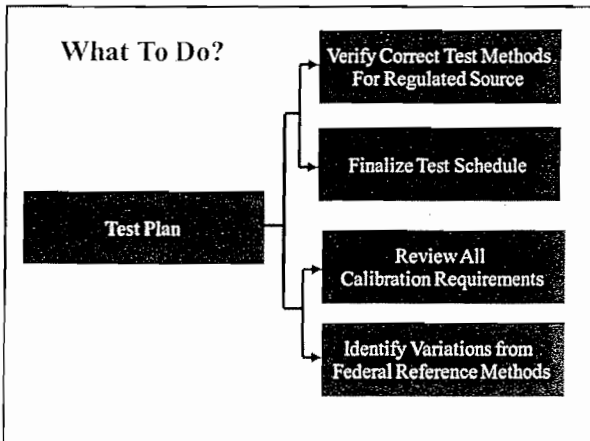 What To Do?
Verify Correct Test Methods
For Regulated Source
Finalize Test Schedule
Test Plan
Review All
Calibration Requirements
Identify Variations from
Federal Reference Methods